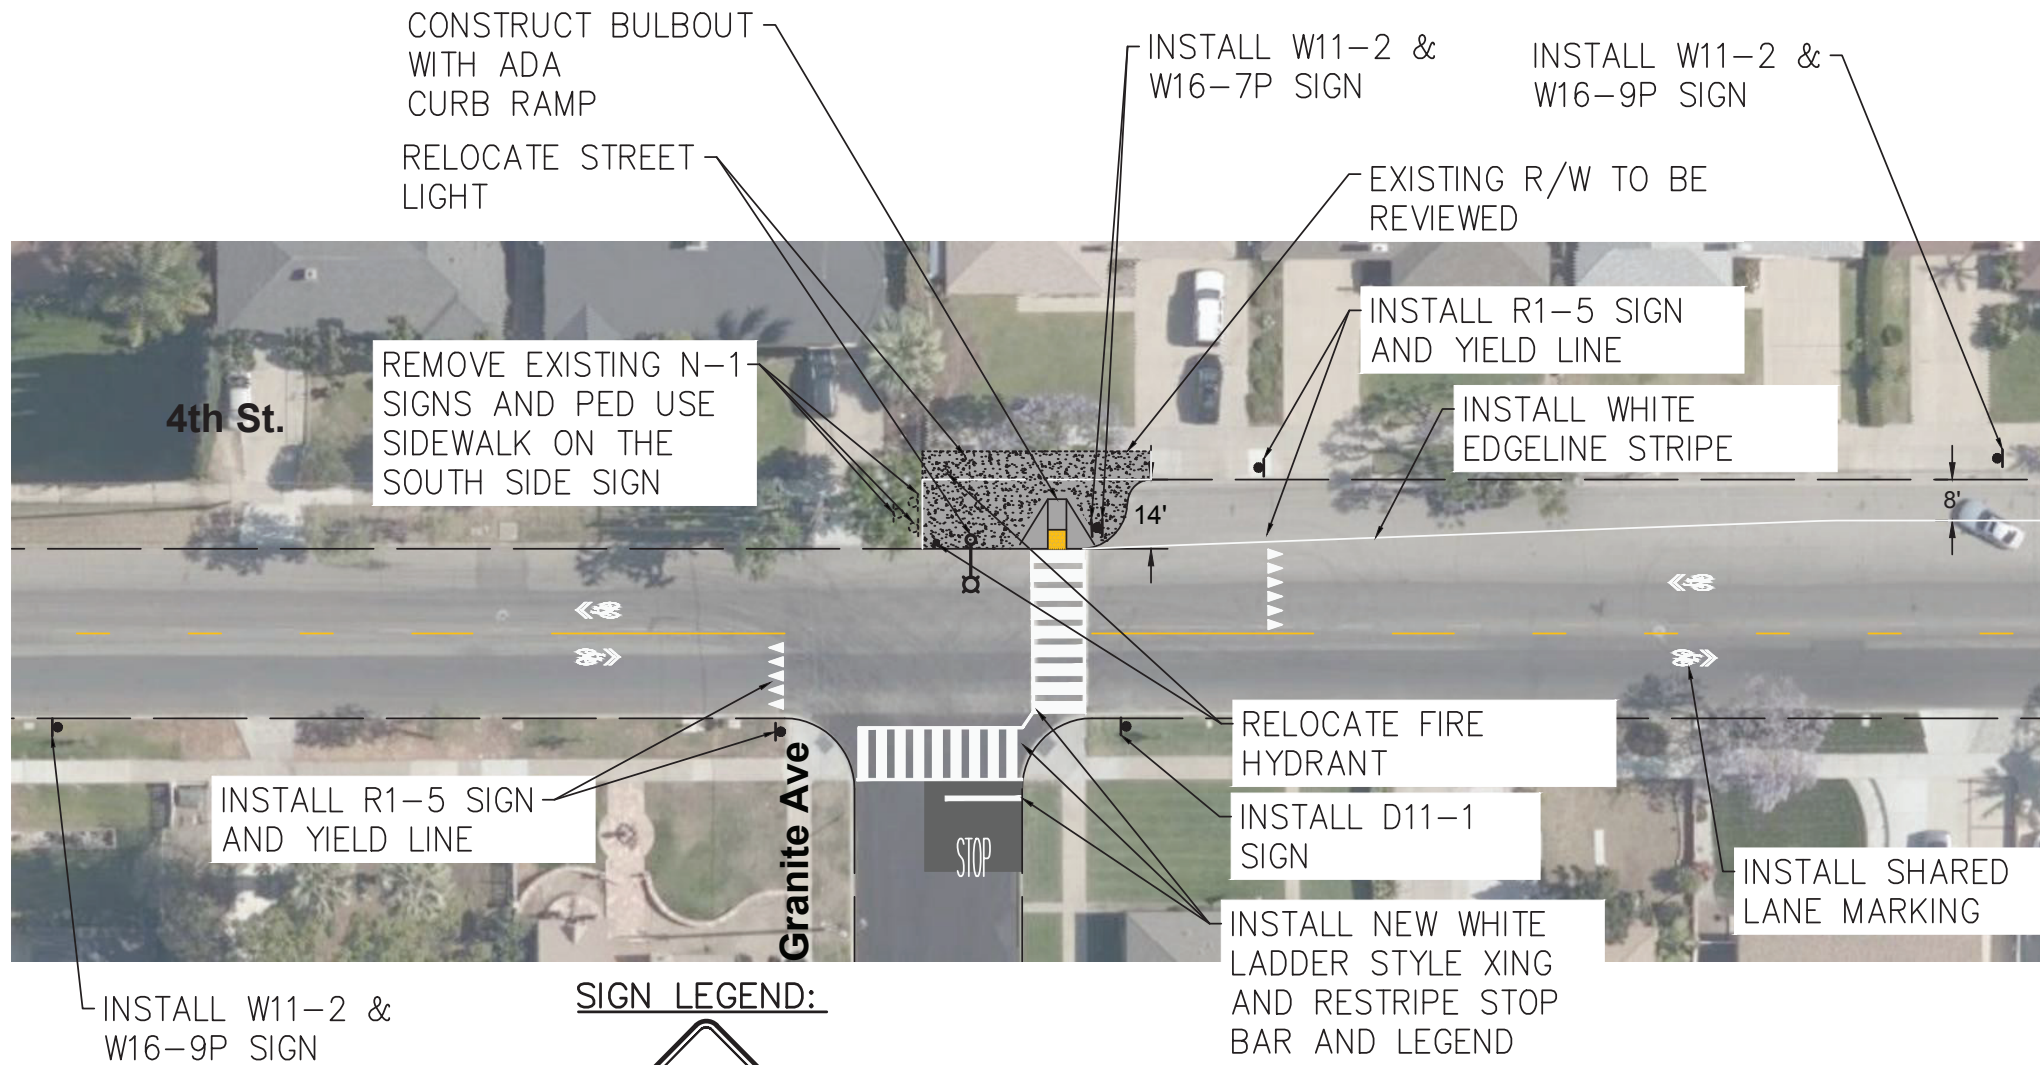 CONSTRUCT BULBOUT
WITH ADA
CURB RAMP
RELOCATE STREET
LIGHT
INSTALL W11-2 &
W16-7P SIGN
INSTALL W11-2 &
W16-9P SIGN
EXISTING R/W TO BE
REVIEWED
INSTALL R1-5 SIGN
AND YIELD LINE
REMOVE EXISTING N-1
SIGNS AND PED USE
SIDEWALK ON THE
SOUTH SIDE SIGN
4th St.
INSTALL WHITE
EDGELINE STRIPE
14'
8'
RELOCATE FIRE
HYDRANT
INSTALL R1-5 SIGN
AND YIELD LINE
Granite Ave
STOP
INSTALL D11-1
SIGN
INSTALL SHARED
LANE MARKING
INSTALL NEW WHITE
LADDER STYLE XING
AND RESTRIPE STOP
BAR AND LEGEND
INSTALL W11-2 &
W16-9P SIGN
SIGN LEGEND: